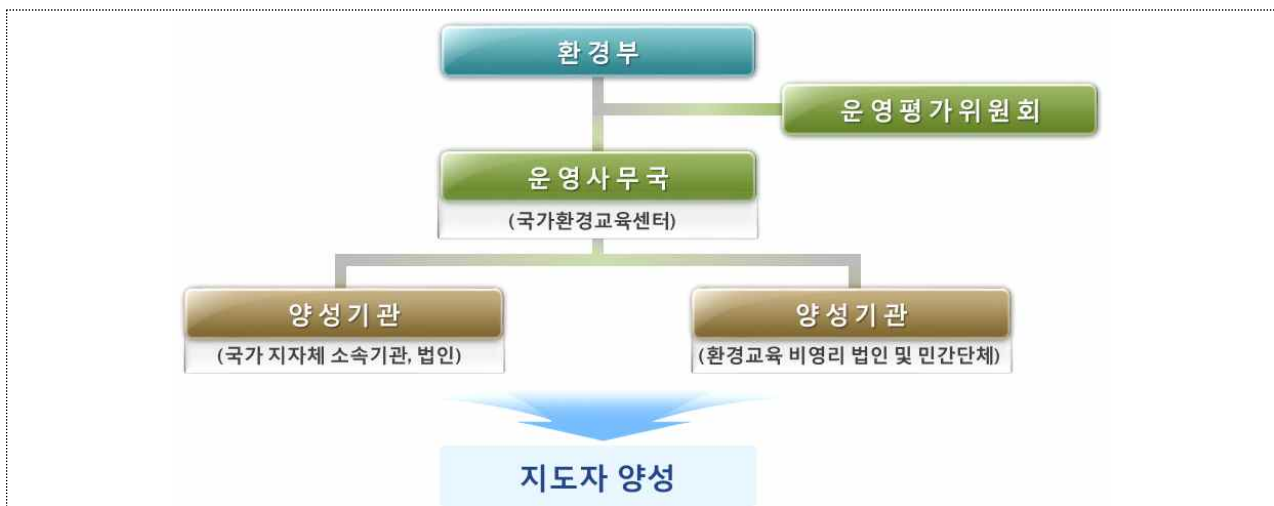 환경부
운영평가위원회
운영사무국
(국가환경교육센터)
양성기관
양성기관
(국가 지자체 소속기관, 법인)
(환경교육 비영리 법인 및 민간단체)
지도자 양성